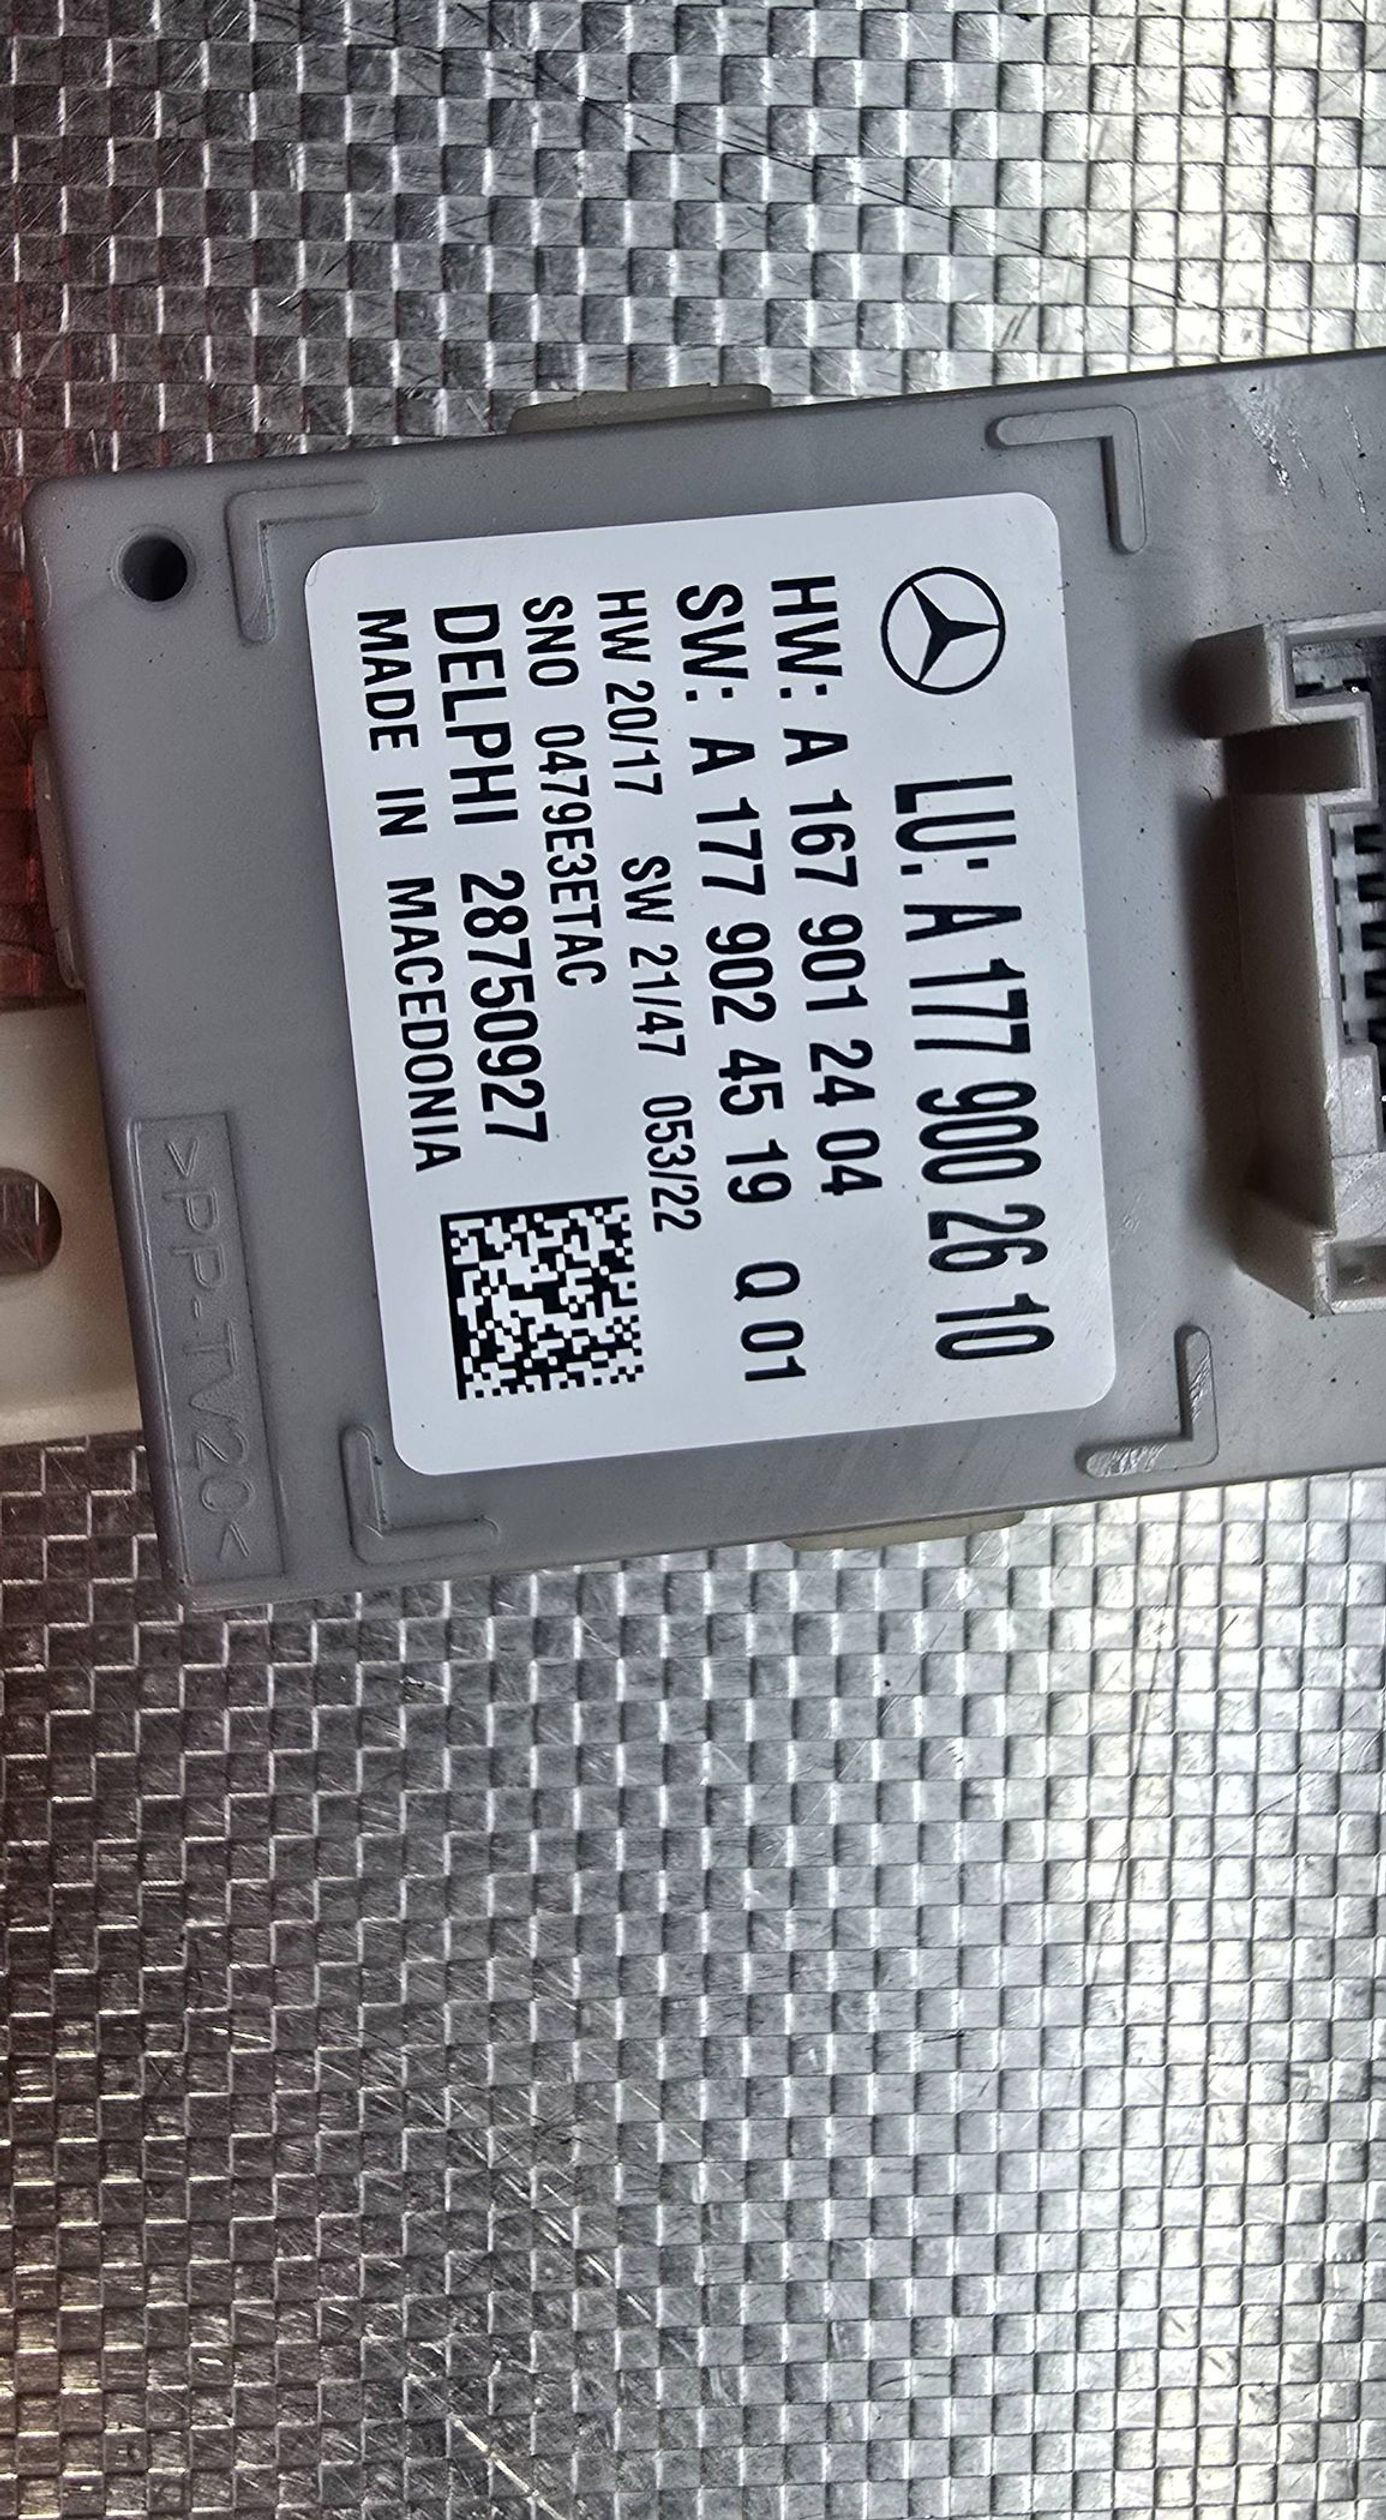 LU: A 177 900 26 10
HW: A 167 901 24 04
SW: A 177 902 45 19 Q 01
HW 20/17 SW 21/47 053/22
SNO 0479E3ETAC
DELPHI 28750927
MADE IN MACEDONIA
>PP-TV20<